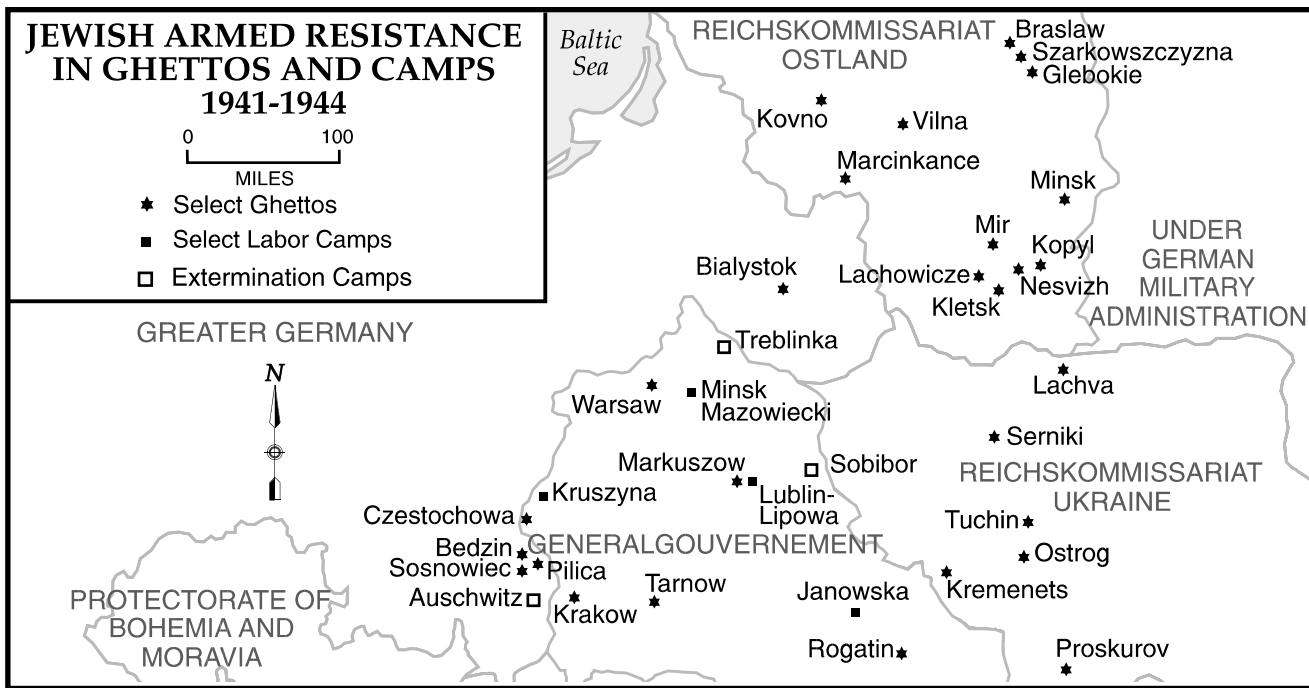 JEWISH ARMED RESISTANCE
IN GHETTOS AND CAMPS
1941-1944
0 100
MILES
Select Ghettos
Select Labor Camps
Extermination Camps
Baltic
Sea
REICHSKOMMISSARIAT
OSTLAND
Braslaw
Szarkowszczyzna
Glebokie
Kovno
Vilna
Marcinkance
Minsk
Mir
Kopyl
Lachowicze
Nesvizh
Kletsk
UNDER
GERMAN
MILITARY
ADMINISTRATION
Bialystok
GREATER GERMANY
N
Treblinka
Warsaw
Minsk
Mazowiecki
Lachva
Serniki
Markuszow
Sobibor
Lublin-
Lipowa
REICHSKOMMISSARIAT
UKRAINE
Kruszyna
Czestochowa
Tuchin
GENERALGOUVERNEMENT
Bedzin
Sosnowiec
Pilica
Ostrog
Kremenets
Auschwitz
Krakow
Tarnow
Janowska
PROTECTORATE OF
BOHEMIA AND
MORAVIA
Rogatin
Proskurov